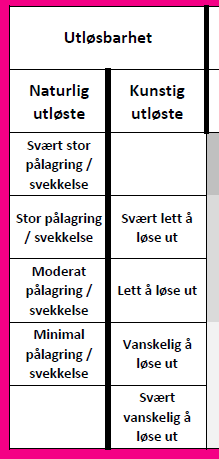 Utløsbarhet
Naturlig
utløste
Kunstig
utløste
Svært stor
pålagring /
svekkelse
Stor pålagring
/ svekkelse
Svært lett å
løse ut
Moderat
pålagring /
svekkelse
Lett å løse ut
Minimal
pålagring /
svekkelse
Vanskelig å
løse ut
Svært
vanskelig å
løse ut